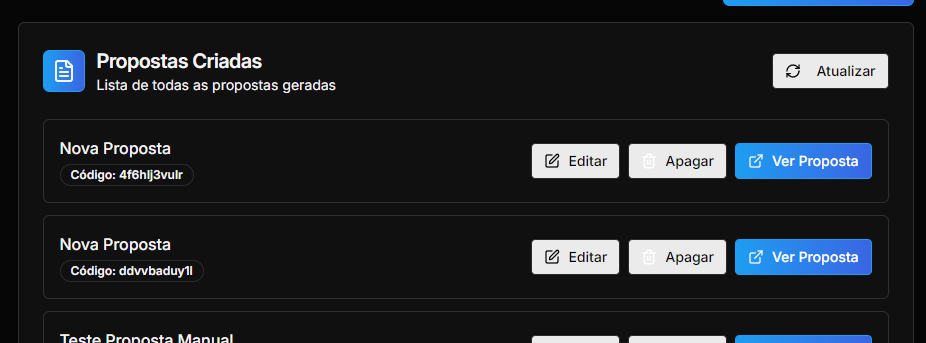 Propostas Criadas
Lista de todas as propostas geradas
Atualizar
Nova Proposta
Código: 4f6hlj3vulr
Editar
Apagar
Ver Proposta
Nova Proposta
Código: ddvvbaduy1l
Editar
Apagar
Ver Proposta
Teste Proposta Manual